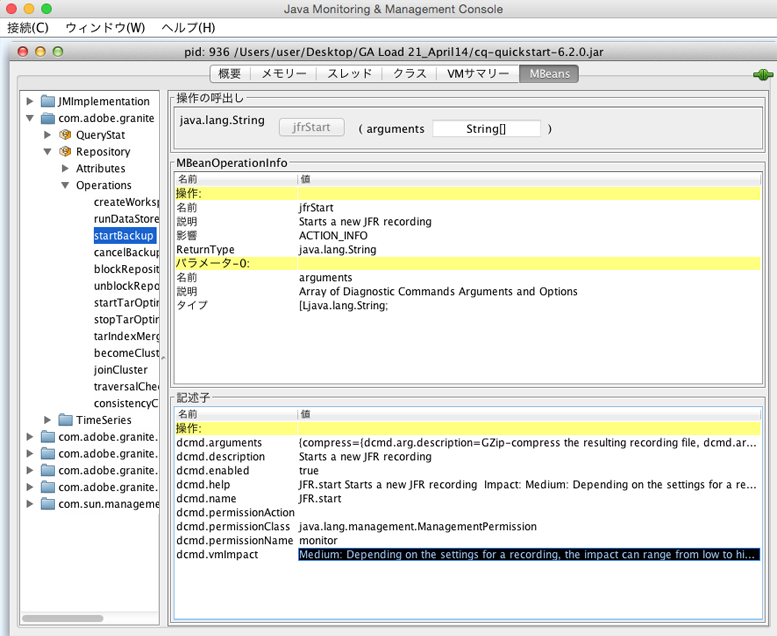 Java Monitoring & Management Console
接続(C) ウィンドウ(W) ヘルプ(H)
pid: 936 /Users/user/Desktop/GA Load 21_April14/cq-quickstart-6.2.0.jar
概要 メモリー スレッド クラス VMサマリー MBeans
JMImplementation
com.adobe.granite
QueryStat
Repository
Attributes
Operations
createWorksp
runDataStore
startBackup
cancelBackup
blockReposit
unblockRepo
startTarOptin
stopTarOptin
tarIndexMerg
becomeClust
joinCluster
traversalChec
consistencyC
TimeSeries
com.adobe.granite.
com.adobe.granite.
com.adobe.granite.
com.adobe.granite.
com.sun.manageme
操作の呼出し
java.lang.String jfrStart ( arguments String[] )
MBeanOperationInfo
名前 値
操作:
名前 jfrStart
説明 Starts a new JFR recording
影響 ACTION_INFO
ReturnType java.lang.String
パラメータ-0:
名前 arguments
説明 Array of Diagnostic Commands Arguments and Options
タイプ [Ljava.lang.String;
記述子
名前 値
操作:
dcmd.arguments {compress={dcmd.arg.description=GZip-compress the resulting recording file, dcmd.ar...
dcmd.description Starts a new JFR recording
dcmd.enabled true
dcmd.help JFR.start Starts a new JFR recording Impact: Medium: Depending on the settings for a re...
dcmd.name JFR.start
dcmd.permissionAction
dcmd.permissionClass java.lang.management.ManagementPermission
dcmd.permissionName monitor
dcmd.vmImpact Medium: Depending on the settings for a recording, the impact can range from low to hi...